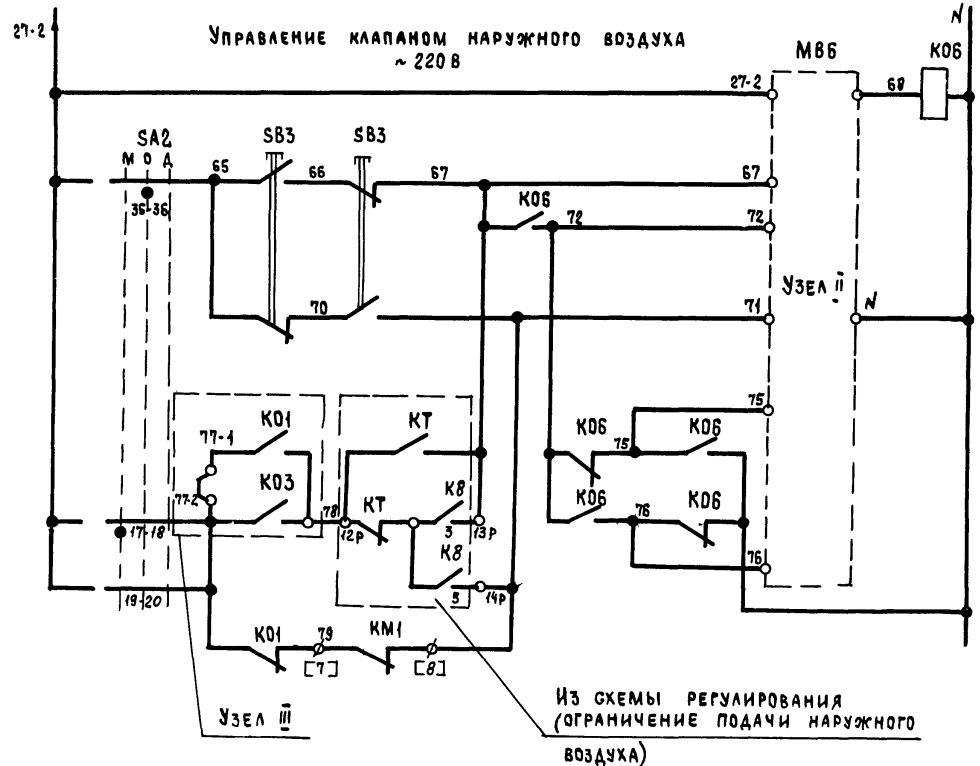 27-2
Управление клапаном наружного воздуха
~ 220 В
N
МВ6
К06
27-2
68
SA2
М О Д
SB3
SB3
65
66
67
67
35-36
К06
72
72
Узел II
70
71
N
75
К01
КТ
К06
75
К06
77-1
К03
77-2
78
КТ
К8
К06
76
К06
17-18
12р
3
13р
К8
76
19-20
5
14р
К01
79
КМ1
[7]
[8]
Узел III
Из схемы регулирования
(ограничение подачи наружного
воздуха)